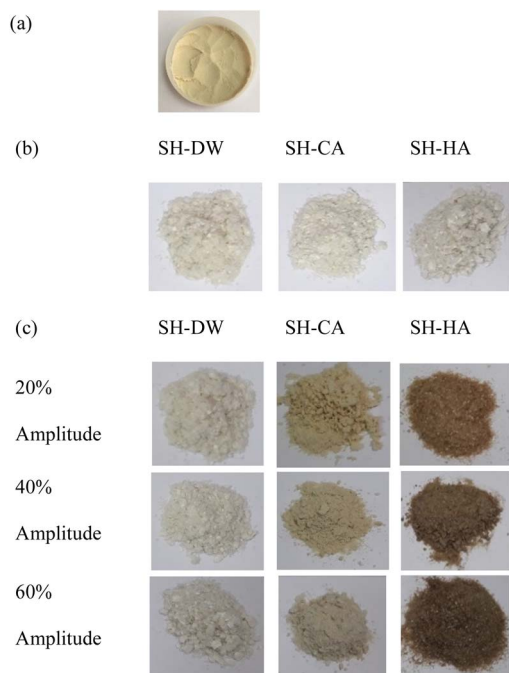 (a)
(b) SH-DW SH-CA SH-HA
(c) SH-DW SH-CA SH-HA
20%
Amplitude
40%
Amplitude
60%
Amplitude